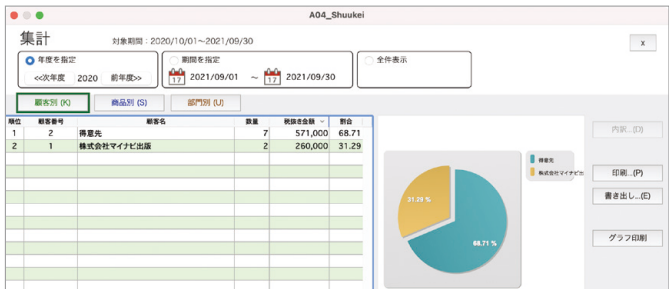 A04_Shuukei
集計
対象期間：2020/10/01～2021/09/30
x
年度を指定
期間を指定
全件表示
<<次年度 2020 前年度>>
17 2021/09/01 ～ 17 2021/09/30
顧客別 (K) 商品別 (S) 部門別 (U)
順位 顧客番号 顧客名 数量 税抜き金額 割合
1 2 得意先 7 571,000 68.71
2 1 株式会社マイナビ出版 2 260,000 31.29
内訳...(D)
得意先
株式会社マイナビ出
印刷...(P)
書き出し...(E)
31.29 %
グラフ印刷
68.71 %